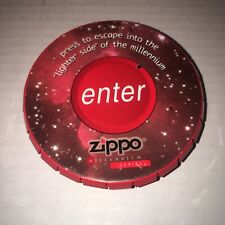 press to escape into the
"lighter side" of the millennium
enter
zippo
MILLENNIUM
SERIES